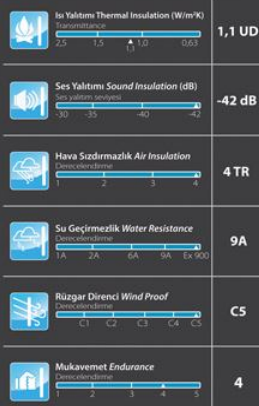 Isı Yalıtımı Thermal Insulation (W/m²K)
Transmittance
2,5 1,5 1,1 1,0 0,63
1,1 UD
Ses Yalıtımı Sound Insulation (dB)
Ses yalıtım seviyesi
-30 -35 -40 -42
-42 dB
Hava Sızdırmazlık Air Insulation
Derecelendirme
1 2 3 4
4 TR
Su Geçirmezlik Water Resistance
Derecelendirme
1A 2A 6A 9A Ex 900
9A
Rüzgar Direnci Wind Proof
Derecelendirme
C1 C2 C3 C4 C5
C5
Mukavemet Endurance
Derecelendirme
1 2 3 4 5
4